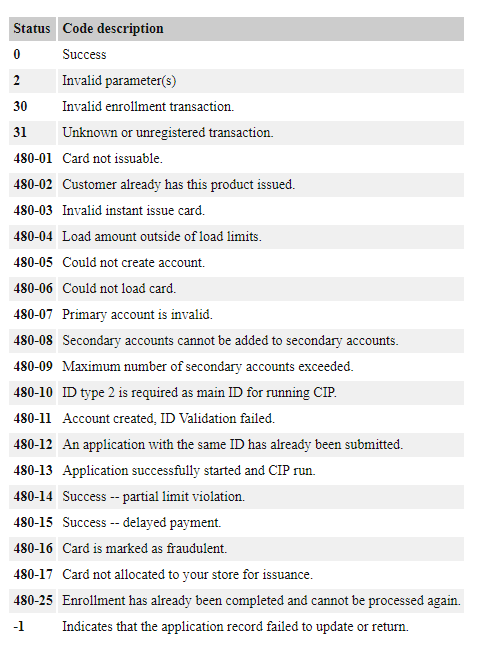 Status Code description
0 Success
2 Invalid parameter(s)
30 Invalid enrollment transaction.
31 Unknown or unregistered transaction.
480-01 Card not issuable.
480-02 Customer already has this product issued.
480-03 Invalid instant issue card.
480-04 Load amount outside of load limits.
480-05 Could not create account.
480-06 Could not load card.
480-07 Primary account is invalid.
480-08 Secondary accounts cannot be added to secondary accounts.
480-09 Maximum number of secondary accounts exceeded.
480-10 ID type 2 is required as main ID for running CIP.
480-11 Account created, ID Validation failed.
480-12 An application with the same ID has already been submitted.
480-13 Application successfully started and CIP run.
480-14 Success -- partial limit violation.
480-15 Success -- delayed payment.
480-16 Card is marked as fraudulent.
480-17 Card not allocated to your store for issuance.
480-25 Enrollment has already been completed and cannot be processed again.
-1 Indicates that the application record failed to update or return.